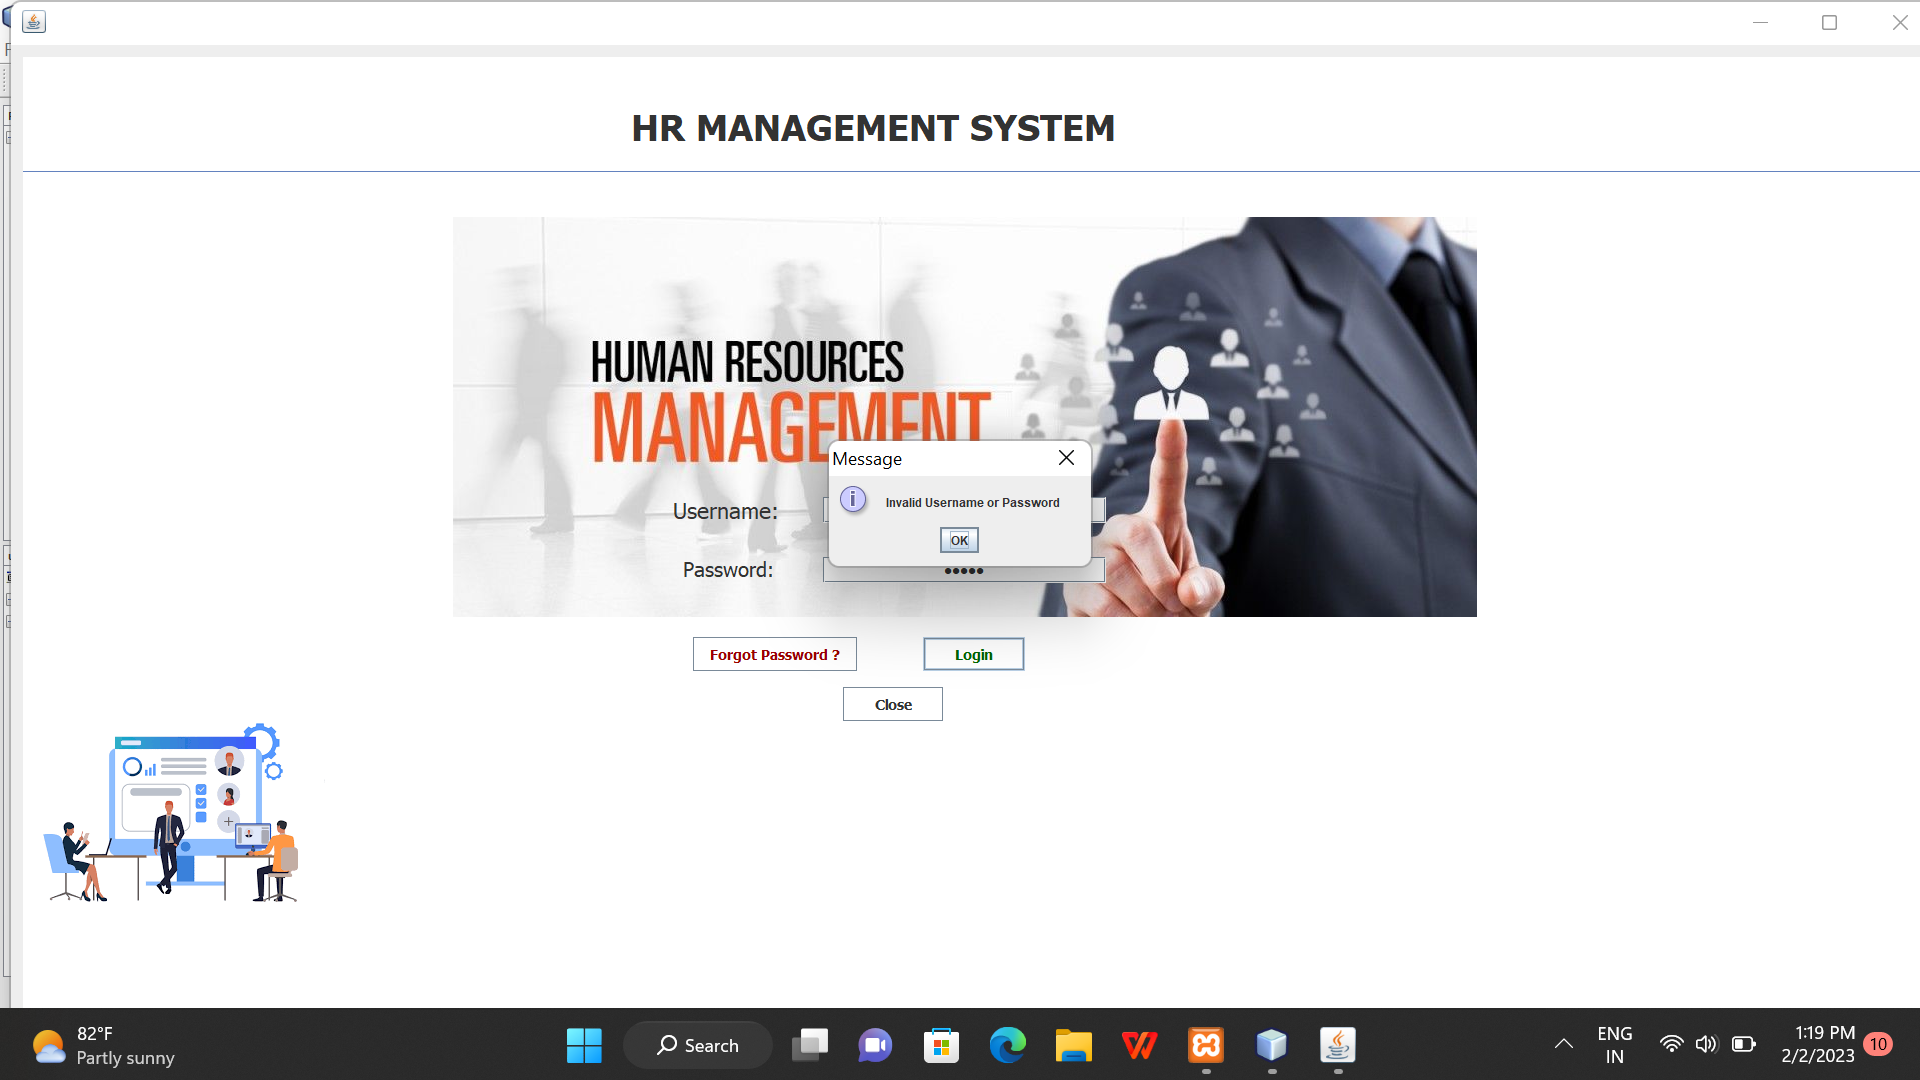 HR MANAGEMENT SYSTEM
HUMAN RESOURCES
MANAGEMENT
Message
Invalid Username or Password
OK
Username:
Password:
Forgot Password ?
Login
Close
82°F
Partly sunny
Search
ENG
IN
1:19 PM
2/2/2023
10